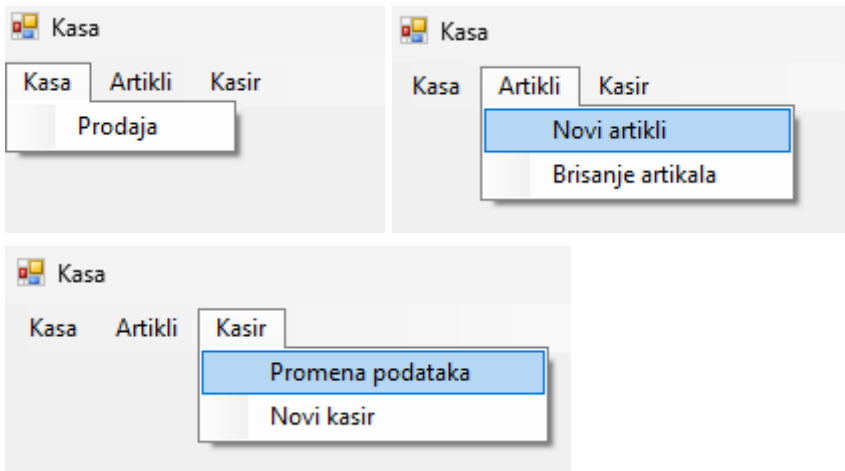 Kasa
Kasa Artikli Kasir
Prodaja
Kasa
Kasa Artikli Kasir
Novi artikli
Brisanje artikala
Kasa
Kasa Artikli Kasir
Promena podataka
Novi kasir